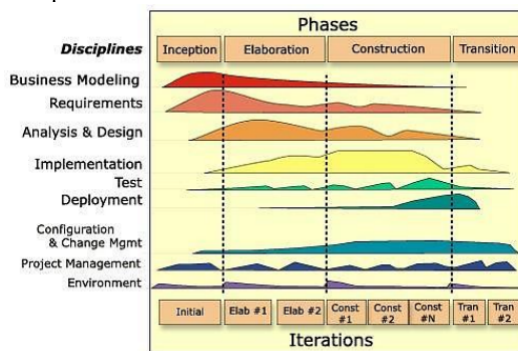 Phases
Disciplines Inception Elaboration Construction Transition
Business Modeling
Requirements
Analysis & Design
Implementation
Test
Deployment
Configuration
& Change Mgmt
Project Management
Environment
Initial Elab #1 Elab #2 Const #1 Const #2 Const #N Tran #1 Tran #2
Iterations